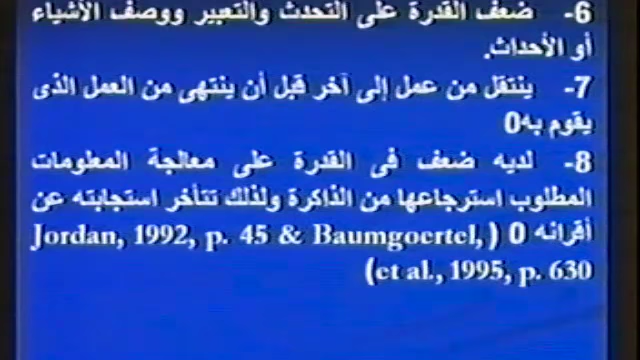 6- ضعف القدرة على التحدث والتعبير ووصف الأشياء
أو الأحداث.
7- ينتقل من عمل إلى آخر قبل أن ينتهى من العمل الذى
يقوم به0
8- لديه ضعف فى القدرة على معالجة المعلومات
المطلوب استرجاعها من الذاكرة ولذلك تتأخر استجابته عن
أقرانه 0 ( Jordan, 1992, p. 45 & Baumgoertel,
et al., 1995, p. 630)